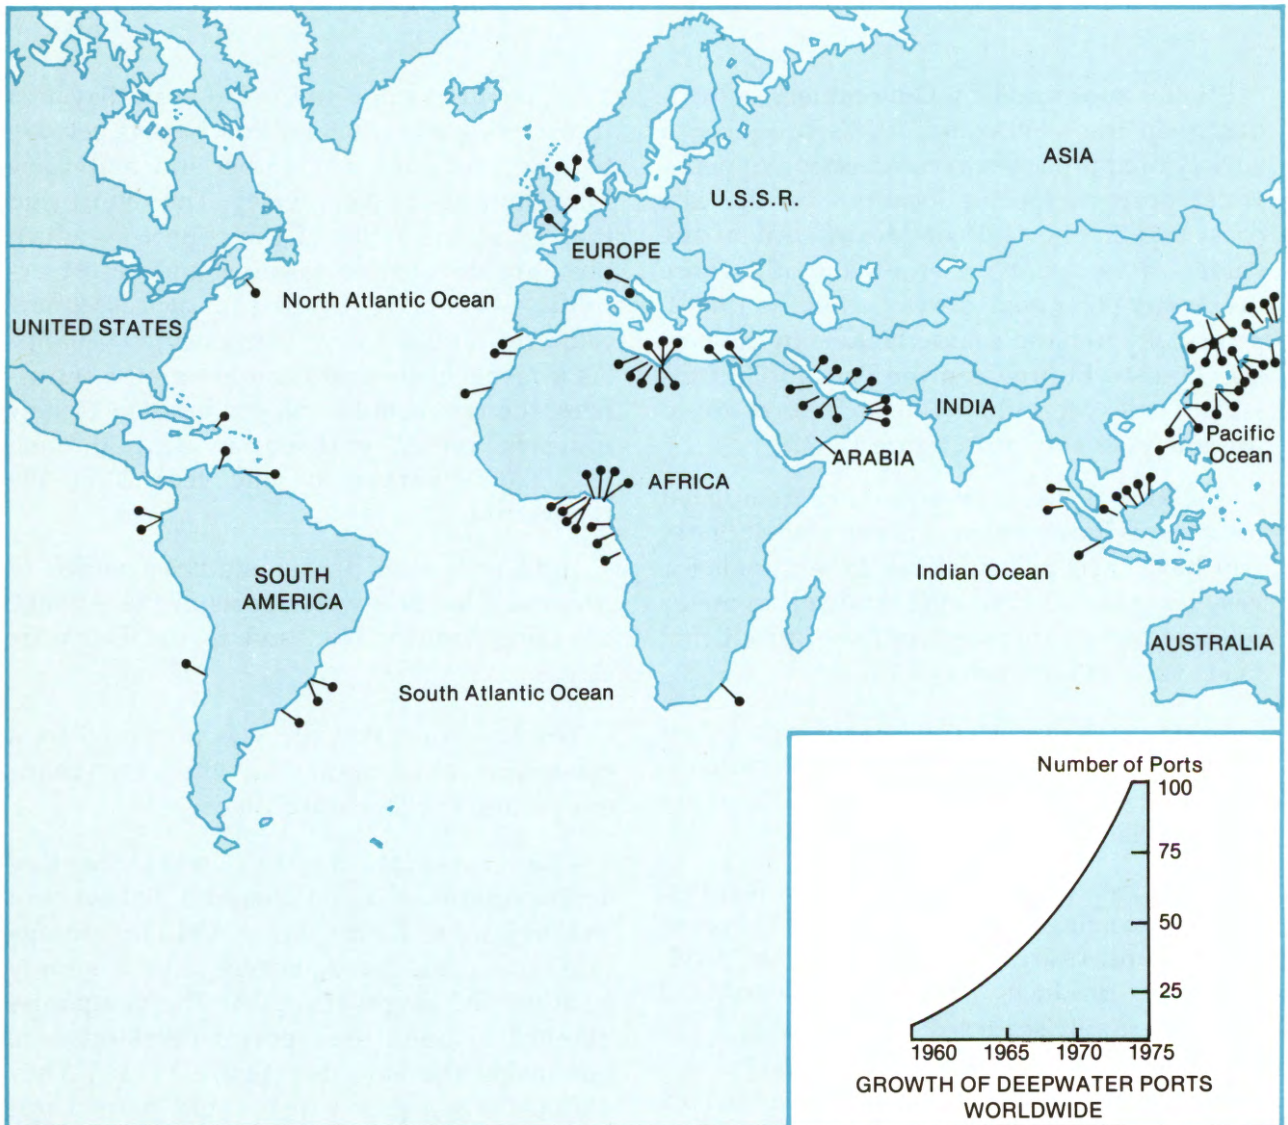 ASIA
U.S.S.R.
EUROPE
North Atlantic Ocean
UNITED STATES
INDIA
Pacific
Ocean
ARABIA
AFRICA
SOUTH
AMERICA
Indian Ocean
AUSTRALIA
South Atlantic Ocean
Number of Ports
100
75
50
25
1960 1965 1970 1975
GROWTH OF DEEPWATER PORTS
WORLDWIDE